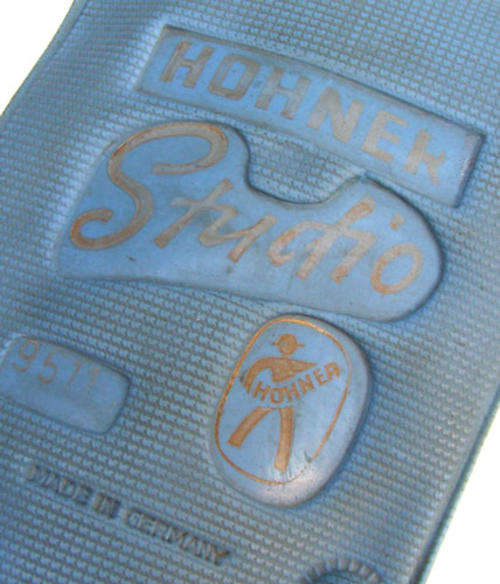 HOHNER
Studio
9511
HOHNER
MADE IN GERMANY